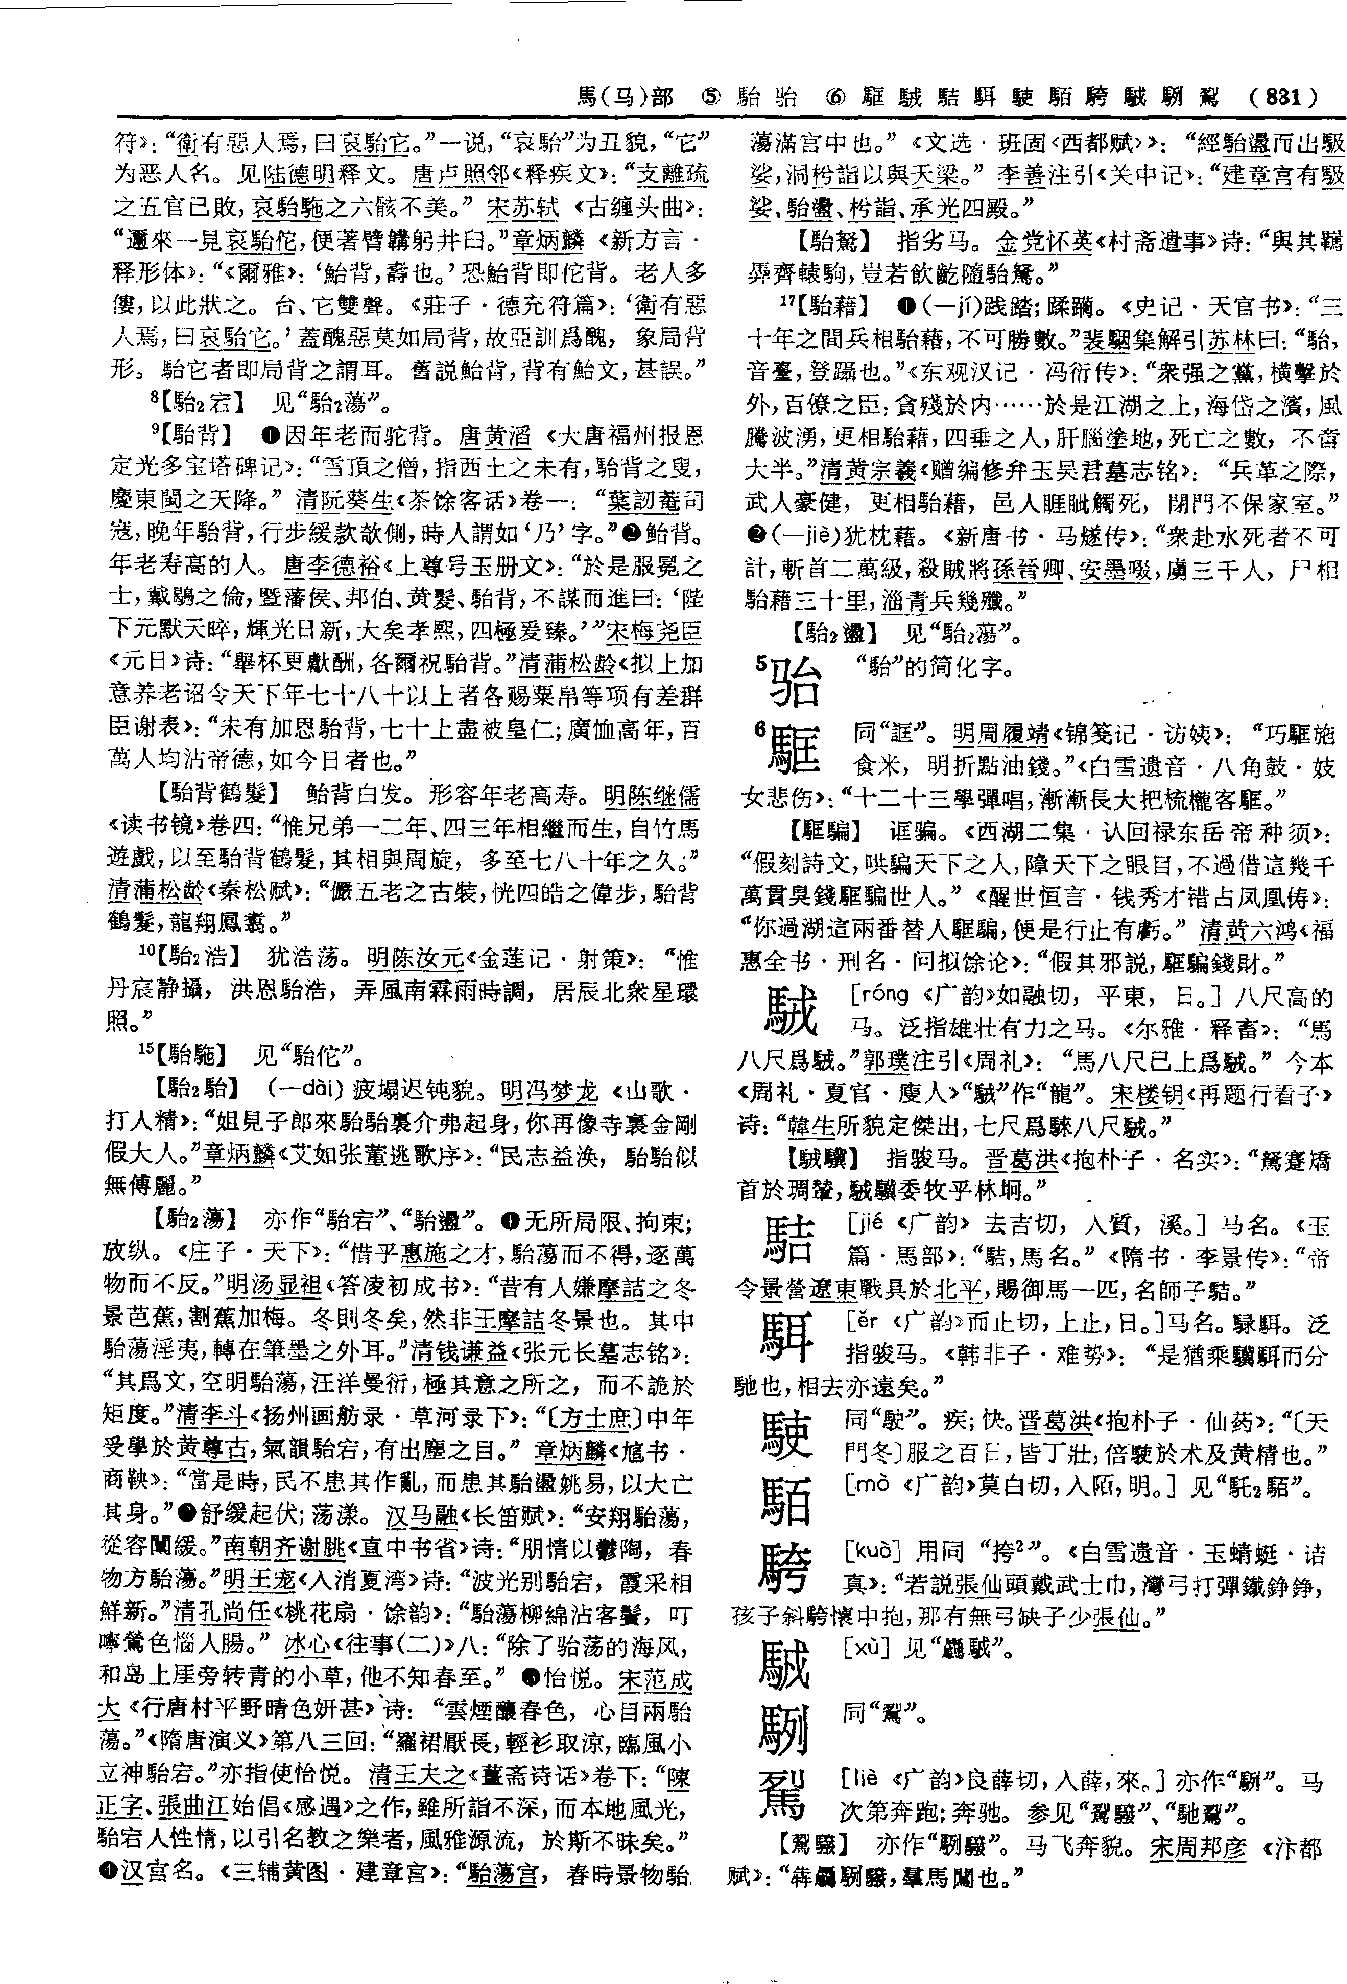 馬(马)部 ⑤ 駘 骀 ⑥ 駏 駥 䮋 駬 駛 駋 駻 駥 駉 鴷 (831)
符》：“衛有惡人焉，曰哀駘它。”一说，“哀駘”为丑貌，“它”
为恶人名。见陆德明释文。唐卢照邻《释疾文》：“支離疏
之五官已敗，哀駘駞之六骸不美。”宋苏轼《古缠头曲》：
“邇來一見哀駘佗，便著臂韝躬井臼。”章炳麟《新方言·
释形体》：“《爾雅》：‘鮐背，壽也。’恐鮐背即佗背。老人多
僂，以此狀之。台、它雙聲。《莊子·德充符篇》：‘衛有惡
人焉，曰哀駘它。’蓋醜惡莫如局背，故亞訓爲醜，象局背
形。駘它者即局背之謂耳。舊説鮐背，背有鮐文，甚誤。”
8【駘₂宕】 见“駘₂蕩”。
9【駘背】 ❶因年老而驼背。唐黄滔《大唐福州报恩
定光多宝塔碑记》：“雪頂之僧，指西土之未有，駘背之叟，
慶東閩之天降。”清阮葵生《茶馀客话》卷一：“葉訒菴司
寇，晚年駘背，行步緩款欹側，時人謂如‘乃’字。”❷鲐背。
年老寿高的人。唐李德裕《上尊号玉册文》：“於是服冕之
士，戴鶡之倫，暨藩侯、邦伯、黄髮、駘背，不謀而進曰：‘陛
下元默天晬，輝光日新，大矣孝熙，四極爰臻。’”宋梅尧臣
《元日》诗：“舉杯更獻酬，各爾祝駘背。”清蒲松龄《拟上加
意养老诏令天下年七十八十以上者各赐粟帛等项有差群
臣谢表》：“未有加恩駘背，七十上盡被皇仁；廣恤高年，百
萬人均沾帝德，如今日者也。”
【駘背鹤髮】 鲐背白发。形容年老高寿。明陈继儒
《读书镜》卷四：“惟兄弟一二年、四三年相繼而生，自竹馬
遊戲，以至駘背鶴髮，其相與周旋，多至七八十年之久。”
清蒲松龄《秦松赋》：“儼五老之古裝，恍四皓之偉步，駘背
鶴髮，龍翔鳳翥。”
10【駘₂浩】 犹浩荡。明陈汝元《金莲记·射策》：“惟
丹宸静攝，洪恩駘浩，弄風南霖雨時調，居辰北衆星環
照。”
15【駘駞】 见“駘佗”。
【駘₂駘】 (—dài) 疲塌迟钝貌。明冯梦龙《山歌·
打人精》：“姐見子郎來駘駘裏介弗起身，你再像寺裏金剛
假大人。”章炳麟《艾如张董逃歌序》：“民志益涣，駘駘似
無傅麗。”
【駘₂蕩】 亦作“駘宕”、“駘盪”。❶无所局限、拘束；
放纵。《庄子·天下》：“惜乎惠施之才，駘蕩而不得，逐萬
物而不反。”明汤显祖《答凌初成书》：“昔有人嫌摩詰之冬
景芭蕉，割蕉加梅。冬則冬矣，然非王摩詰冬景也。其中
駘蕩淫夷，轉在筆墨之外耳。”清钱谦益《张元长墓志铭》：
“其爲文，空明駘蕩，汪洋曼衍，極其意之所之，而不詭於
矩度。”清李斗《扬州画舫录·草河录下》：“〔方士庶〕中年
受學於黄尊古，氣韻駘宕，有出塵之目。”章炳麟《訄书·
商鞅》：“當是時，民不患其作亂，而患其駘盪姚易，以大亡
其身。”❷舒缓起伏；荡漾。汉马融《长笛赋》：“安翔駘蕩，
從容闡緩。”南朝齐谢朓《直中书省》诗：“朋情以鬱陶，春
物方駘蕩。”明王宠《入消夏湾》诗：“波光别駘宕，霞采相
鮮新。”清孔尚任《桃花扇·馀韵》：“駘蕩柳綿沾客鬢，叮
嚀鶯色惱人腸。”冰心《往事(二)》八：“除了骀荡的海风，
和岛上厓旁转青的小草，他不知春至。”❸怡悦。宋范成
大《行唐村平野晴色妍甚》诗：“雲煙釀春色，心目兩駘
蕩。”《隋唐演义》第八三回：“羅裙厭長，輕衫取涼，臨風小
立神駘宕。”亦指使怡悦。清王夫之《薑斋诗话》卷下：“陳
正字、張曲江始倡《感遇》之作，雖所詣不深，而本地風光，
駘宕人性情，以引名教之樂者，風雅源流，於斯不昧矣。”
❹汉宫名。《三辅黄图·建章宫》：“駘蕩宫，春時景物駘
蕩滿宫中也。”《文选·班固〈西都赋〉》：“經駘盪而出馺
娑，洞枍詣以與天梁。”李善注引《关中记》：“建章宫有馺
娑、駘盪、枍詣、承光四殿。”
【駘駑】 指劣马。金党怀英《村斋遗事》诗：“與其羈
馽齊轅駒，豈若飲齕隨駘駑。”
17【駘藉】 ❶(—jí)践踏；蹂躏。《史记·天官书》：“三
十年之間兵相駘藉，不可勝數。”裴駰集解引苏林曰：“駘，
音臺，登躡也。”《东观汉记·冯衍传》：“衆强之黨，横擊於
外，百僚之臣，貪殘於内……於是江湖之上，海岱之濱，風
騰波湧，更相駘藉，四垂之人，肝腦塗地，死亡之數，不啻
大半。”清黄宗羲《赠编修弁玉吴君墓志铭》：“兵革之際，
武人豪健，更相駘藉，邑人睚眦觸死，閉門不保家室。”
❷(—jiè)犹枕藉。《新唐书·马燧传》：“衆赴水死者不可
計，斬首二萬級，殺賊將孫晉卿、安墨啜，虜三千人，尸相
駘藉三十里，淄青兵幾殲。”
【駘₂盪】 见“駘₂蕩”。
5骀 “駘”的简化字。
6䮑 同“誆”。明周履靖《锦笺记·访姨》：“巧䮑施
食米，明折點油錢。”《白雪遗音·八角鼓·妓
女悲伤》：“十二十三學彈唱，漸漸長大把梳櫳客䮑。”
【䮑騙】 诓骗。《西湖二集·认回禄东岳帝种须》：
“假刻詩文，哄騙天下之人，障天下之眼目，不過借這幾千
萬貫臭錢䮑騙世人。”《醒世恒言·钱秀才错占凤凰俦》：
“你過湖這兩番替人䮑騙，便是行止有虧。”清黄六鸿《福
惠全书·刑名·问拟馀论》：“假其邪説，䮑騙錢財。”
駥 [róng 《广韵》如融切，平東，日。] 八尺高的
马。泛指雄壮有力之马。《尔雅·释畜》：“馬
八尺爲駥。”郭璞注引《周礼》：“馬八尺已上爲駥。”今本
《周礼·夏官·廋人》“駥”作“龍”。宋楼钥《再题行看子》
诗：“韓生所貌定傑出，七尺爲騋八尺駥。”
【駥驥】 指骏马。晋葛洪《抱朴子·名实》：“駑蹇矯
首於琱輦，駥驥委牧乎林坰。”
䮋 [jié 《广韵》去吉切，入質，溪。] 马名。《玉
篇·馬部》：“䮋，馬名。”《隋书·李景传》：“帝
令景營遼東戰具於北平，賜御馬一匹，名師子䮋。”
駬 [ěr 《广韵》而止切，上止，日。]马名。騄駬。泛
指骏马。《韩非子·难势》：“是猶乘驥駬而分
馳也，相去亦遠矣。”
駛 同“駛”。疾；快。晋葛洪《抱朴子·仙药》：“〔天
門冬〕服之百日，皆丁壯，倍駛於术及黄精也。”
䮮 [mò 《广韵》莫白切，入陌，明。] 见“馲₂䮮”。
骻 [kuò] 用同“挎²”。《白雪遗音·玉蜻蜓·诘
真》：“若説張仙頭戴武士巾，灣弓打彈鐵錚錚，
孩子斜骻懷中抱，那有無弓缺子少張仙。”
[xù] 见“
同“鴷”。
[liè 《广韵》良薛切，入薛，來。] 亦作“。马
次第奔跑；奔驰。参见
亦作“。马飞奔貌。宋周邦彦《汴都
赋》：“犇驫，羣馬闖也。”